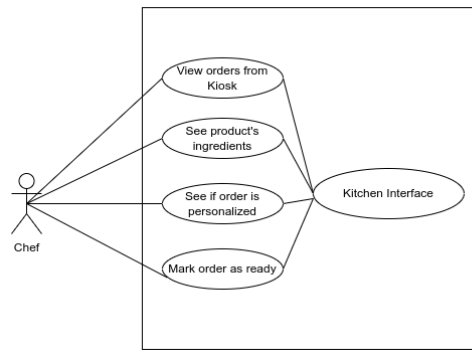 View orders from
Kiosk
See product's
ingredients
See if order is
personalized
Kitchen Interface
Chef
Mark order as ready